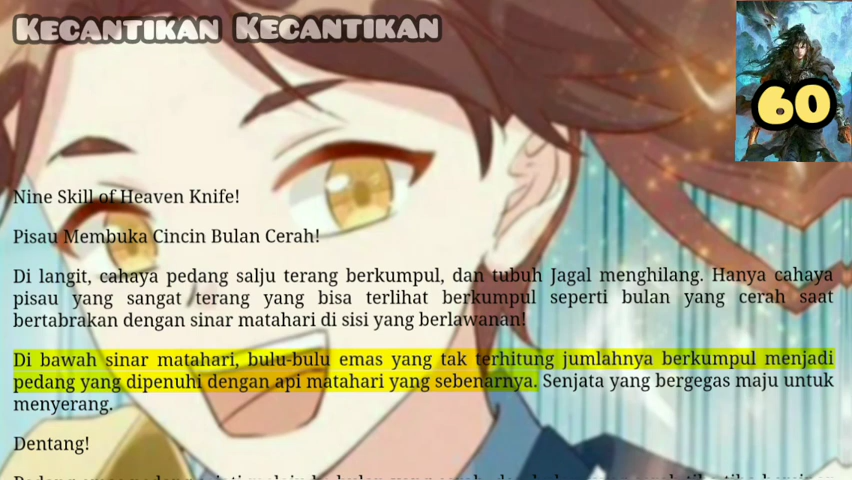 Kecantikan Kecantikan
60
Nine Skill of Heaven Knife!
Pisau Membuka Cincin Bulan Cerah!
Di langit, cahaya pedang salju terang berkumpul, dan tubuh Jagal menghilang. Hanya cahaya
pisau yang sangat terang yang bisa terlihat berkumpul seperti bulan yang cerah saat
bertabrakan dengan sinar matahari di sisi yang berlawanan!
Di bawah sinar matahari, bulu-bulu emas yang tak terhitung jumlahnya berkumpul menjadi
pedang yang dipenuhi dengan api matahari yang sebenarnya. Senjata yang bergegas maju untuk
menyerang.
Dentang!